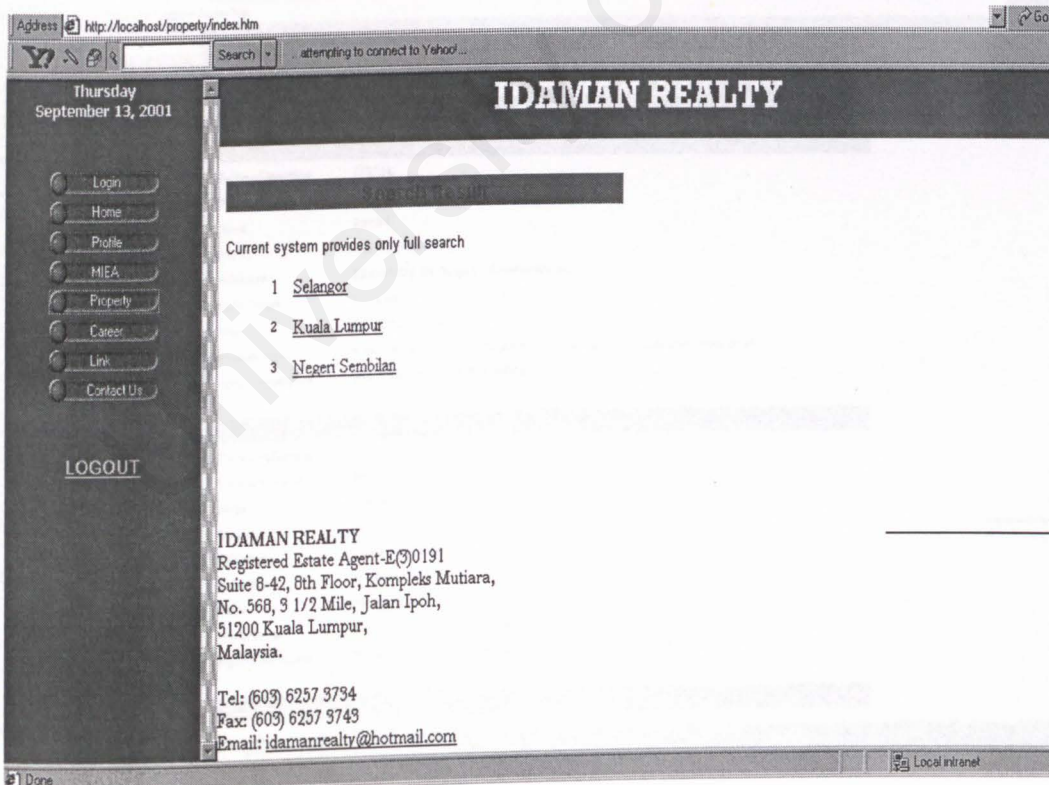 Address http://localhost/property/index.htm
Go
Y! Search .. attempting to connect to Yahoo!...
Thursday
September 13, 2001
Login
Home
Profile
MIEA
Property
Career
Link
Contact Us
LOGOUT
IDAMAN REALTY
Search Result
Current system provides only full search
1 Selangor
2 Kuala Lumpur
3 Negeri Sembilan
IDAMAN REALTY
Registered Estate Agent-E(3)0191
Suite 8-42, 8th Floor, Kompleks Mutiara,
No. 568, 3 1/2 Mile, Jalan Ipoh,
51200 Kuala Lumpur,
Malaysia.
Tel: (603) 6257 3734
Fax: (603) 6257 3743
Email: idamanrealty@hotmail.com
Done
Local intranet